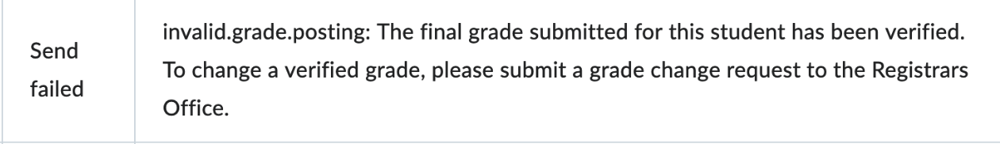 Send
failed
invalid.grade.posting: The final grade submitted for this student has been verified.
To change a verified grade, please submit a grade change request to the Registrars
Office.